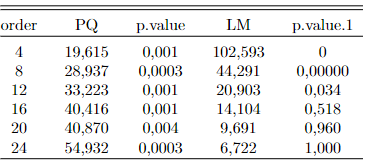 order PQ p.value LM p.value.1
4 19,615 0,001 102,593 0
8 28,937 0,0003 44,291 0,00000
12 33,223 0,001 20,903 0,034
16 40,416 0,001 14,104 0,518
20 40,870 0,004 9,691 0,960
24 54,932 0,0003 6,722 1,000